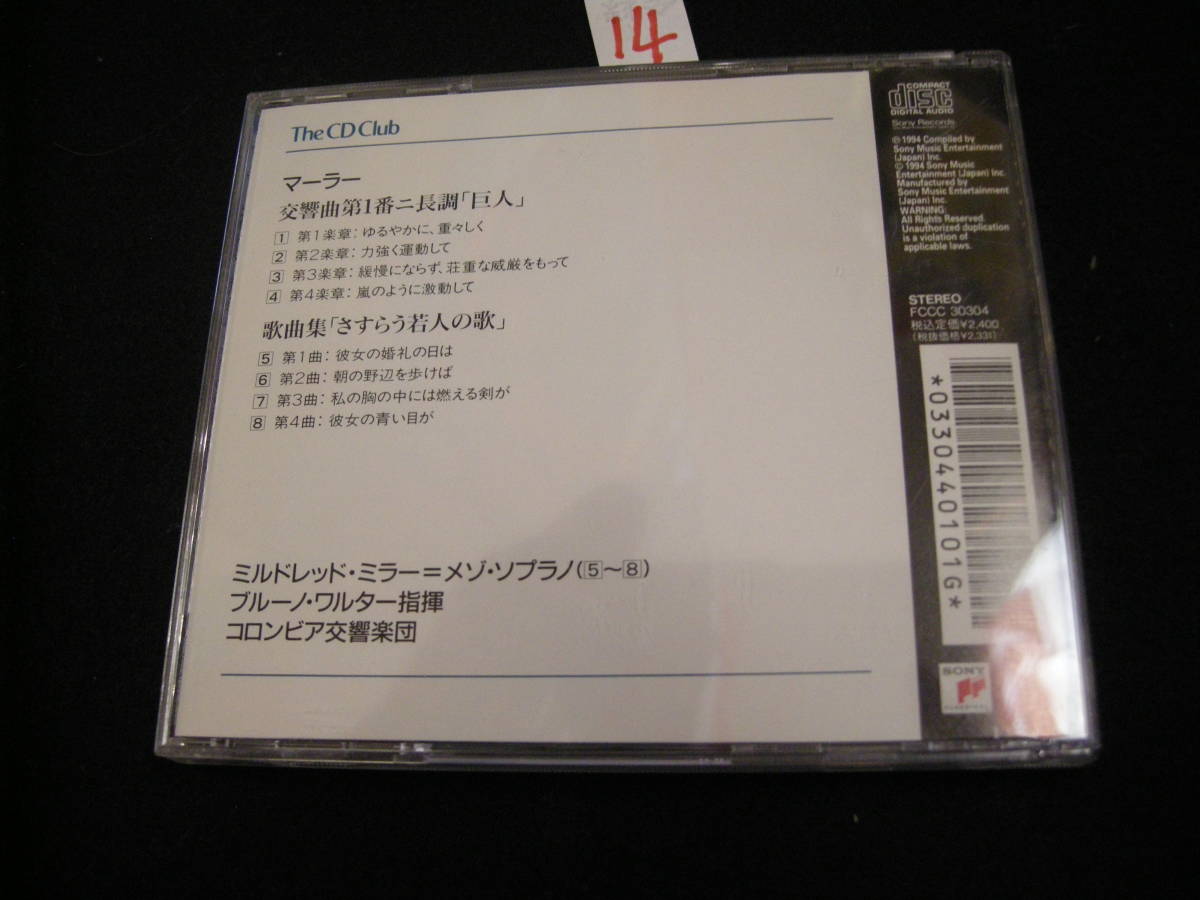 14
The CD Club
マーラー
交響曲第1番ニ長調「巨人」
1 第1楽章：ゆるやかに、重々しく
2 第2楽章：力強く運動して
3 第3楽章：緩慢にならず、荘重な威厳をもって
4 第4楽章：嵐のように激動して
歌曲集「さすらう若人の歌」
5 第1曲：彼女の婚礼の日は
6 第2曲：朝の野辺を歩けば
7 第3曲：私の胸の中には燃える剣が
8 第4曲：彼女の青い目が
ミルドレッド・ミラー＝メゾ・ソプラノ（5～8）
ブルーノ・ワルター指揮
コロンビア交響楽団
COMPACT
disc
DIGITAL AUDIO
Sony Records
℗ 1994 Compiled by
Sony Music Entertainment
(Japan) Inc.
© 1994 Sony Music
Entertainment (Japan) Inc.
Manufactured by
Sony Music Entertainment
(Japan) Inc.
WARNING:
All Rights Reserved.
Unauthorized duplication
is a violation of
applicable laws.
STEREO
FCCC 30304
税込定価¥2,400
(税抜価格¥2,331)
*0330440101G*
SONY